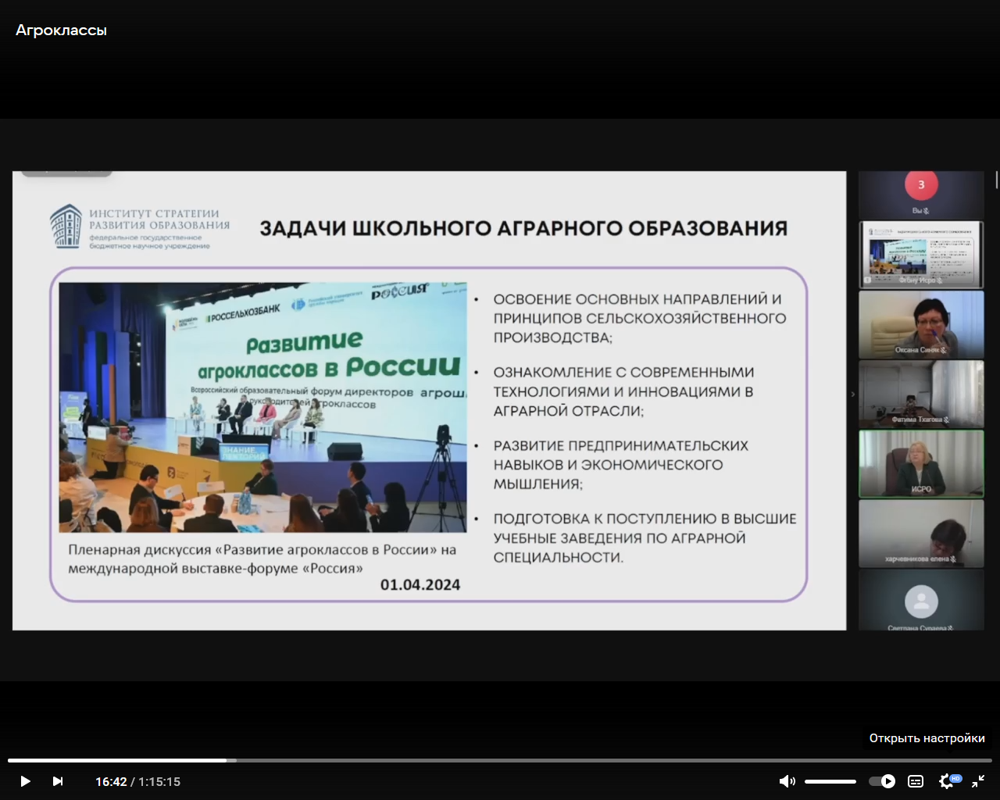 Агроклассы
ИНСТИТУТ СТРАТЕГИИ
РАЗВИТИЯ ОБРАЗОВАНИЯ
федеральное государственное
бюджетное научное учреждение
ЗАДАЧИ ШКОЛЬНОГО АГРАРНОГО ОБРАЗОВАНИЯ
РОССЕЛЬХОЗБАНК
РОССИЯ
Развитие
агроклассов в России
Всероссийский образовательный форум директоров агрош
руководителей агроклассов
ЗНАНИЕ.
ЛЕКТОРИЙ
Пленарная дискуссия «Развитие агроклассов в России» на
международной выставке-форуме «Россия»
01.04.2024
• ОСВОЕНИЕ ОСНОВНЫХ НАПРАВЛЕНИЙ И
ПРИНЦИПОВ СЕЛЬСКОХОЗЯЙСТВЕННОГО
ПРОИЗВОДСТВА;
• ОЗНАКОМЛЕНИЕ С СОВРЕМЕННЫМИ
ТЕХНОЛОГИЯМИ И ИННОВАЦИЯМИ В
АГРАРНОЙ ОТРАСЛИ;
• РАЗВИТИЕ ПРЕДПРИНИМАТЕЛЬСКИХ
НАВЫКОВ И ЭКОНОМИЧЕСКОГО
МЫШЛЕНИЯ;
• ПОДГОТОВКА К ПОСТУПЛЕНИЮ В ВЫСШИЕ
УЧЕБНЫЕ ЗАВЕДЕНИЯ ПО АГРАРНОЙ
СПЕЦИАЛЬНОСТИ.
З
Вы
ФГБНУ Исро
Оксана Синяк
Фатима Тхагова
ИСРО
харчевникова елена
Светлана Сураева
Открыть настройки
16:42 / 1:15:15
HD